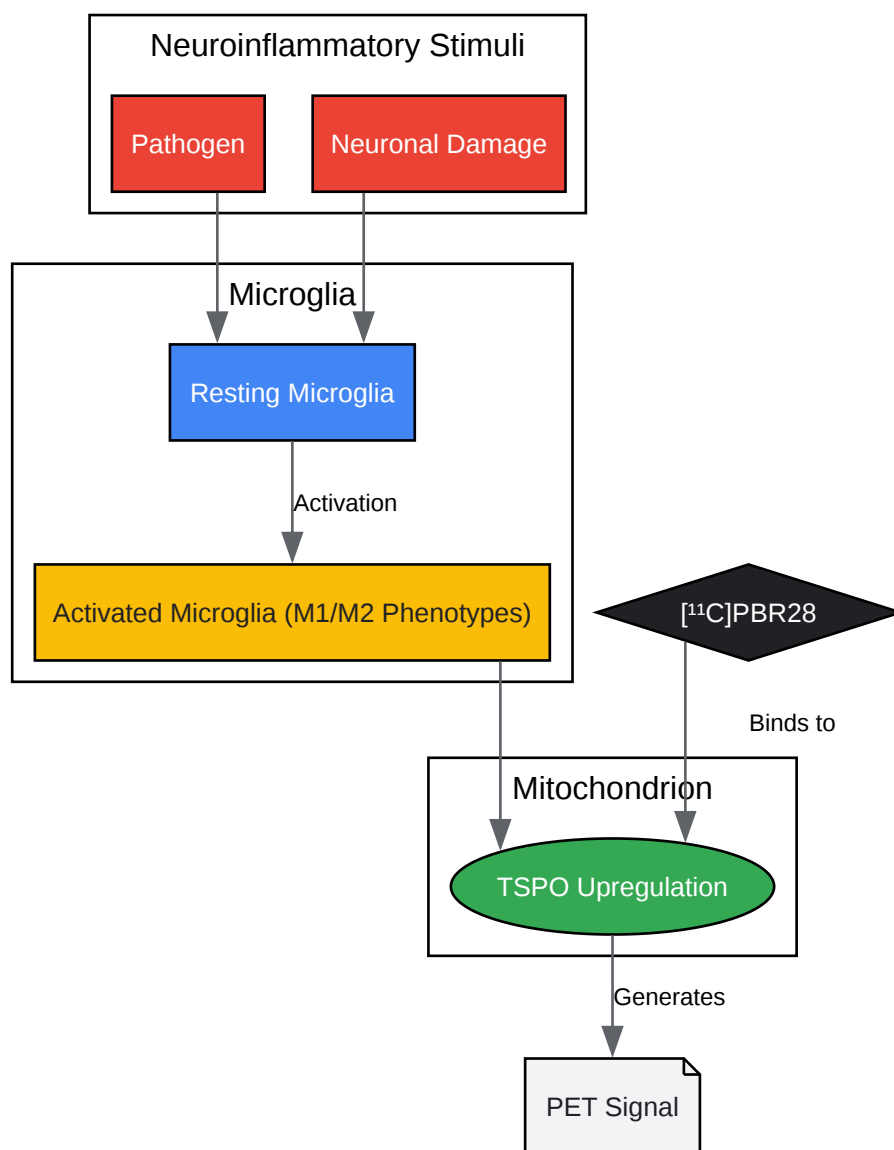 Neuroinflammatory Stimuli
Pathogen
Neuronal Damage
Microglia
Resting Microglia
Activation
Activated Microglia (M1/M2 Phenotypes)
[¹¹C]PBR28
Binds to
Mitochondrion
TSPO Upregulation
Generates
PET Signal